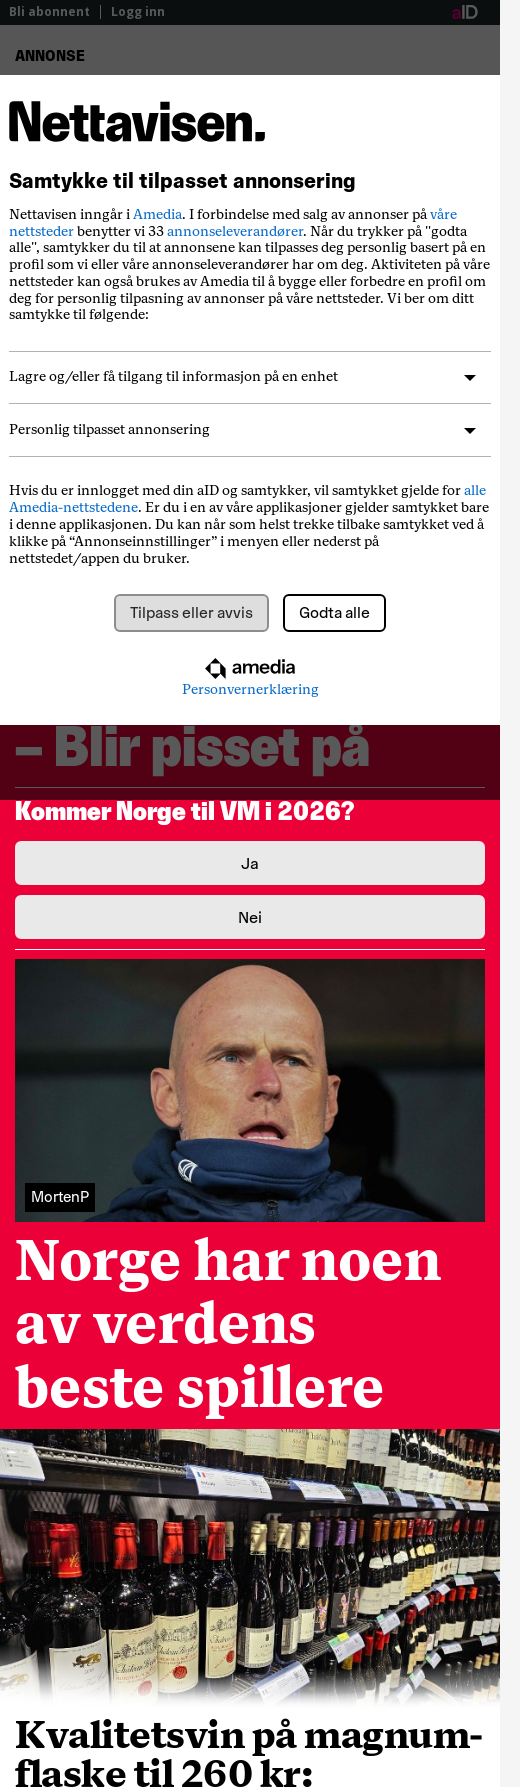 Bli abonnent | Logg inn aID
ANNONSE
Nettavisen.
Samtykke til tilpasset annonsering
Nettavisen inngår i Amedia. I forbindelse med salg av annonser på våre
nettsteder benytter vi 33 annonseleverandører. Når du trykker på "godta
alle", samtykker du til at annonsene kan tilpasses deg personlig basert på en
profil som vi eller våre annonseleverandører har om deg. Aktiviteten på våre
nettsteder kan også brukes av Amedia til å bygge eller forbedre en profil om
deg for personlig tilpasning av annonser på våre nettsteder. Vi ber om ditt
samtykke til følgende:
Lagre og/eller få tilgang til informasjon på en enhet
Personlig tilpasset annonsering
Hvis du er innlogget med din aID og samtykker, vil samtykket gjelde for alle
Amedia-nettstedene. Er du i en av våre applikasjoner gjelder samtykket bare
i denne applikasjonen. Du kan når som helst trekke tilbake samtykket ved å
klikke på “Annonseinnstillinger” i menyen eller nederst på
nettstedet/appen du bruker.
Tilpass eller avvis Godta alle
amedia
Personvernerklæring
– Blir pisset på
Kommer Norge til VM i 2026?
Ja
Nei
MortenP
Norge har noen
av verdens
beste spillere
Kvalitetsvin på magnum-
flaske til 260 kr: